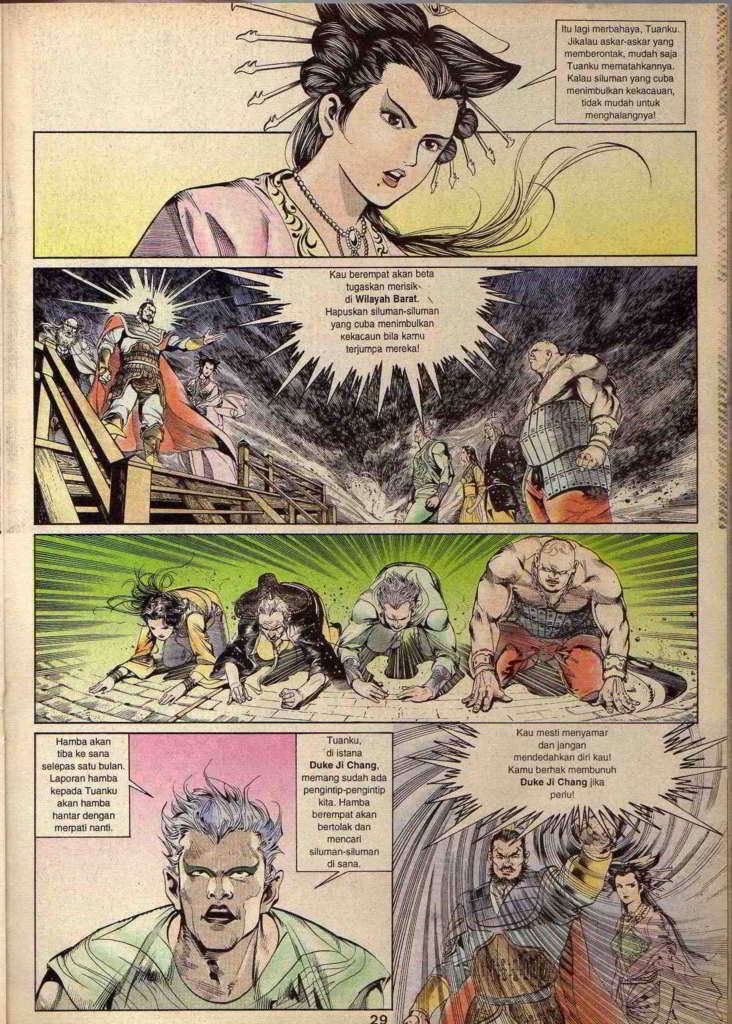 Itu lagi merbahaya, Tuanku.
Jikalau askar-askar yang
memberontak, mudah saja
Tuanku mematahkannya.
Kalau siluman yang cuba
menimbulkan kekacauan,
tidak mudah untuk
menghalangnya!
Kau berempat akan beta
tugaskan merisik
di Wilayah Barat.
Hapuskan siluman-siluman
yang cuba menimbulkan
kekacaun bila kamu
terjumpa mereka!
Hamba akan
tiba ke sana
selepas satu bulan.
Laporan hamba
kepada Tuanku
akan hamba
hantar dengan
merpati nanti.
Tuanku,
di istana
Duke Ji Chang,
memang sudah ada
pengintip-pengintip
kita. Hamba
berempat akan
bertolak dan
mencari
siluman-siluman
di sana.
Kau mesti menyamar
dan jangan
mendedahkan diri kau!
Kamu berhak membunuh
Duke Ji Chang jika
perlu!
29